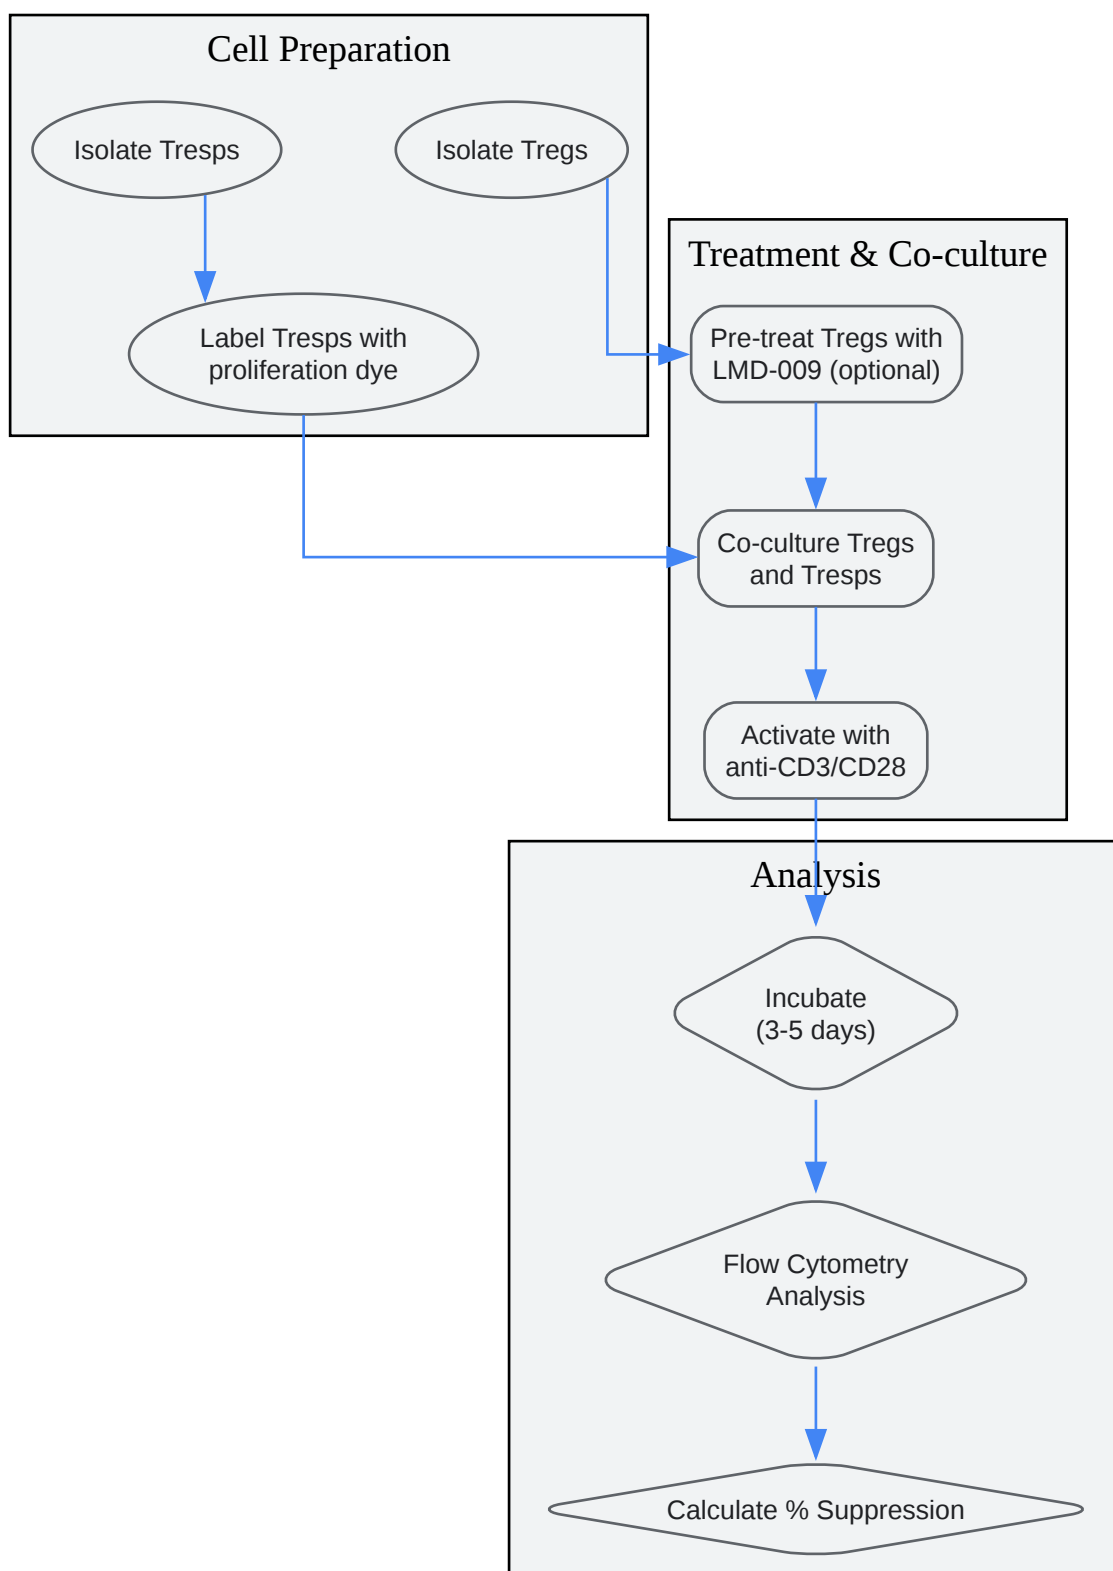 Cell Preparation
Isolate Tresps
Isolate Tregs
Label Tresps with
proliferation dye
Treatment & Co-culture
Pre-treat Tregs with
LMD-009 (optional)
Co-culture Tregs
and Tresps
Activate with
anti-CD3/CD28
Analysis
Incubate
(3-5 days)
Flow Cytometry
Analysis
Calculate % Suppression